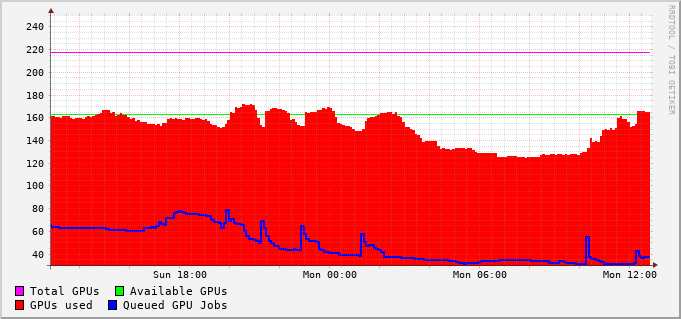 240
220
200
180
160
140
120
100
80
60
40
Sun 18:00 Mon 00:00 Mon 06:00 Mon 12:00
Total GPUs Available GPUs
GPUs used Queued GPU Jobs
RRDTOOL / TOBI OETIKER